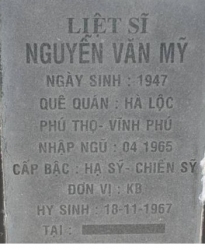 LIỆT SĨ
NGUYỄN VĂN MỸ
NGÀY SINH : 1947
QUÊ QUÁN : HÀ LỘC
PHÚ THỌ - VĨNH PHÚ
NHẬP NGŨ : 04 1965
CẤP BẬC : HẠ SỸ - CHIẾN SỸ
ĐƠN VỊ : KB
HY SINH : 18-11-1967
TẠI :